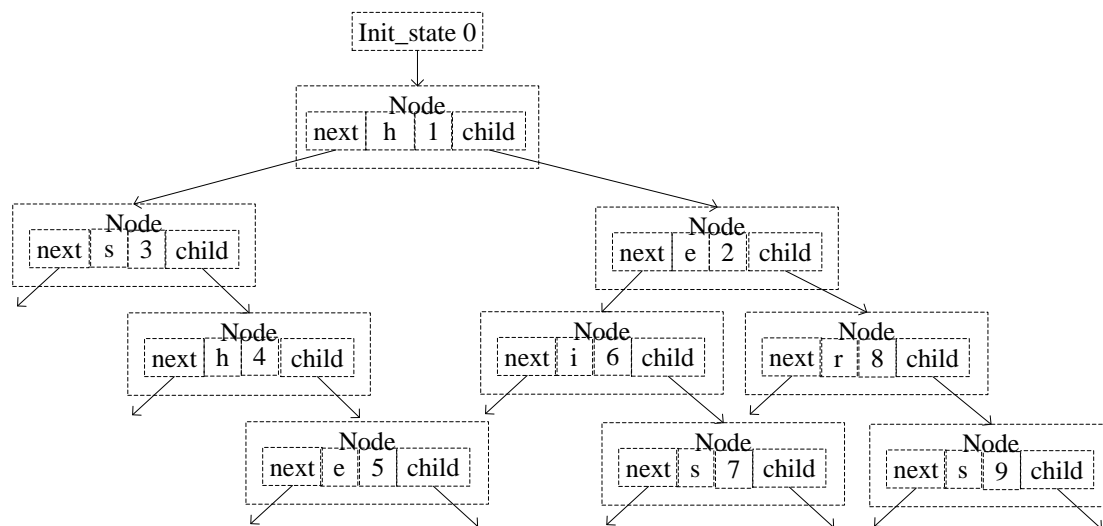 Init_state 0
Node
next h 1 child
Node
next s 3 child
Node
next e 2 child
Node
next h 4 child
Node
next i 6 child
Node
next r 8 child
Node
next e 5 child
Node
next s 7 child
Node
next s 9 child